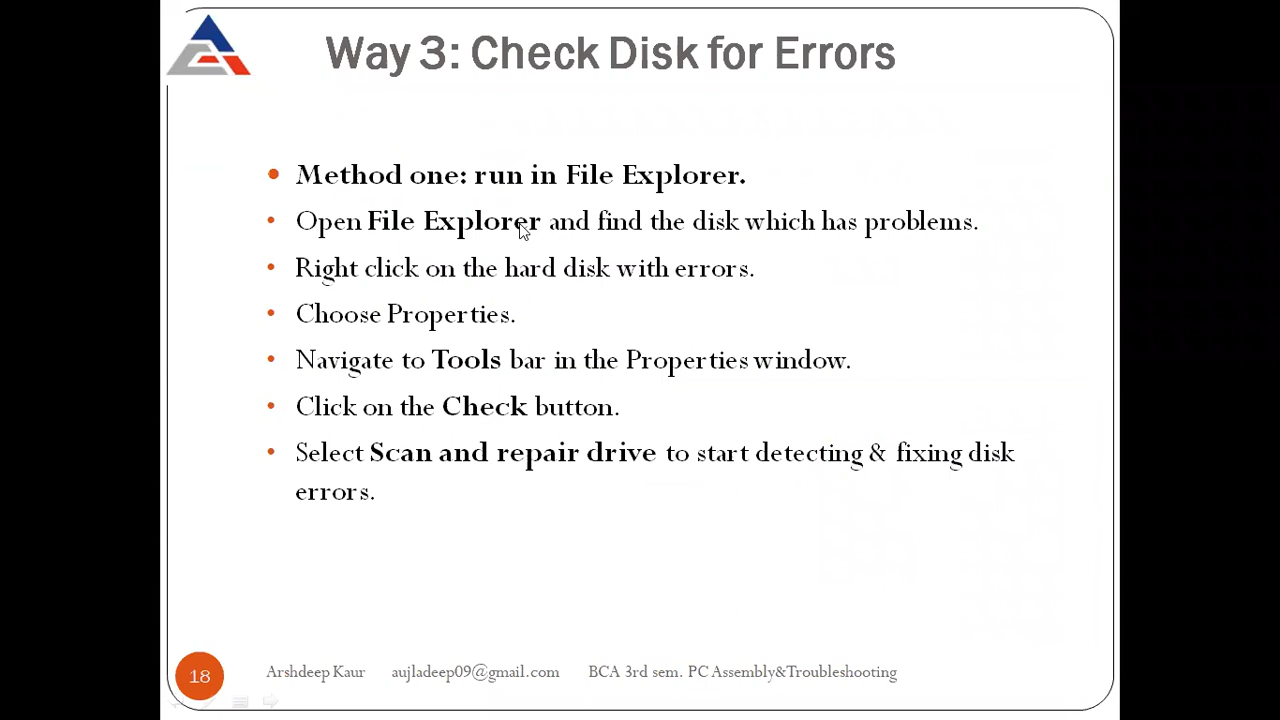 Way 3: Check Disk for Errors
• Method one: run in File Explorer.
• Open File Explorer and find the disk which has problems.
• Right click on the hard disk with errors.
• Choose Properties.
• Navigate to Tools bar in the Properties window.
• Click on the Check button.
• Select Scan and repair drive to start detecting & fixing disk
errors.
18 Arshdeep Kaur aujladeep09@gmail.com BCA 3rd sem. PC Assembly&Troubleshooting